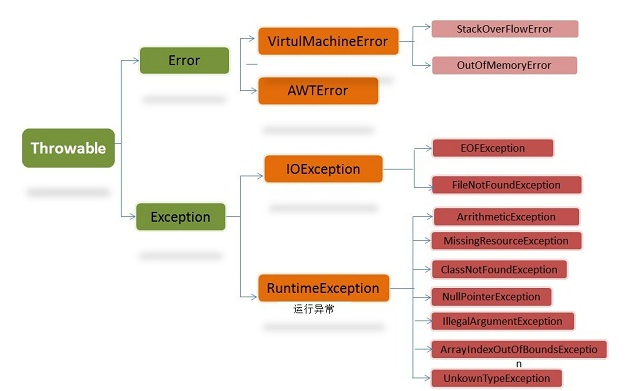 Throwable
Error
Exception
VirtulMachineError
AWTError
IOException
RuntimeException
运行异常
StackOverFlowError
OutOfMemoryError
EOFException
FileNotFoundException
ArrithmeticException
MissingResourceException
ClassNotFoundException
NullPointerException
IllegalArgumentException
ArrayIndexOutOfBoundsExceptio
n
UnkownTypeException